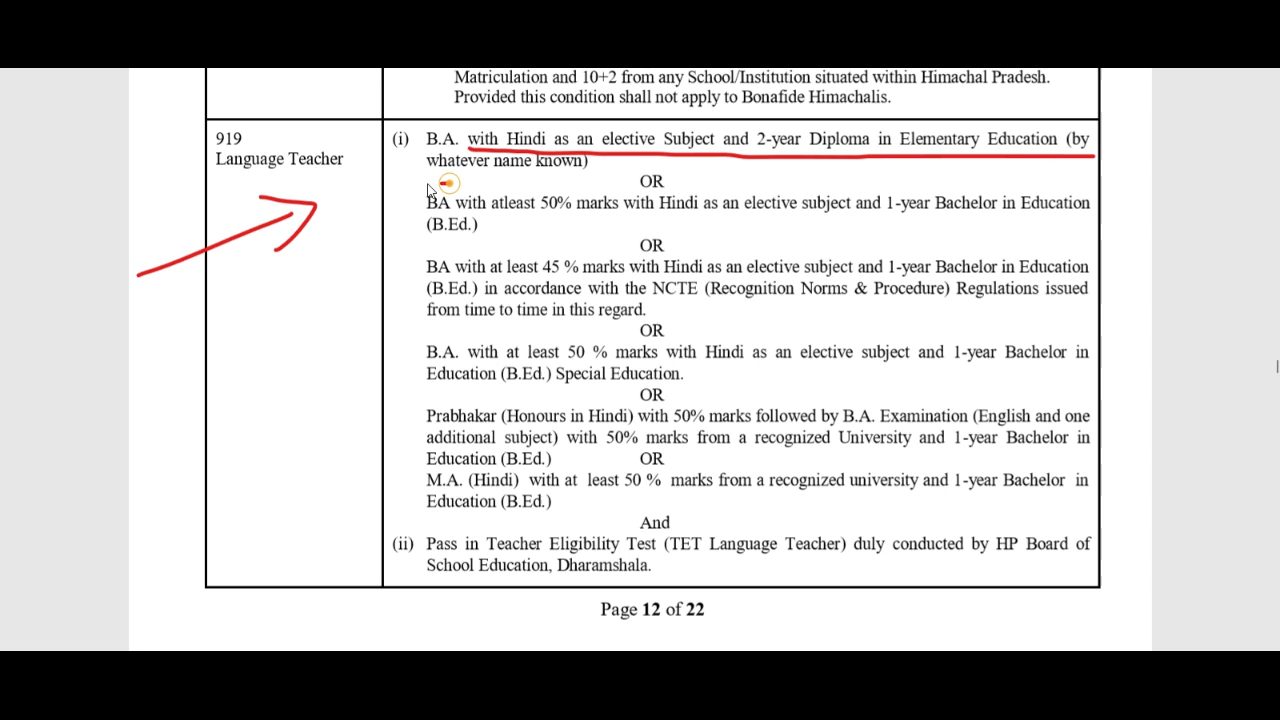 Matriculation and 10+2 from any School/Institution situated within Himachal Pradesh.
Provided this condition shall not apply to Bonafide Himachalis.
919
Language Teacher
(i) B.A. with Hindi as an elective Subject and 2-year Diploma in Elementary Education (by
whatever name known)
OR
BA with atleast 50% marks with Hindi as an elective subject and 1-year Bachelor in Education
(B.Ed.)
OR
BA with at least 45 % marks with Hindi as an elective subject and 1-year Bachelor in Education
(B.Ed.) in accordance with the NCTE (Recognition Norms & Procedure) Regulations issued
from time to time in this regard.
OR
B.A. with at least 50 % marks with Hindi as an elective subject and 1-year Bachelor in
Education (B.Ed.) Special Education.
OR
Prabhakar (Honours in Hindi) with 50% marks followed by B.A. Examination (English and one
additional subject) with 50% marks from a recognized University and 1-year Bachelor in
Education (B.Ed.) OR
M.A. (Hindi) with at least 50 % marks from a recognized university and 1-year Bachelor in
Education (B.Ed.)
And
(ii) Pass in Teacher Eligibility Test (TET Language Teacher) duly conducted by HP Board of
School Education, Dharamshala.
Page 12 of 22